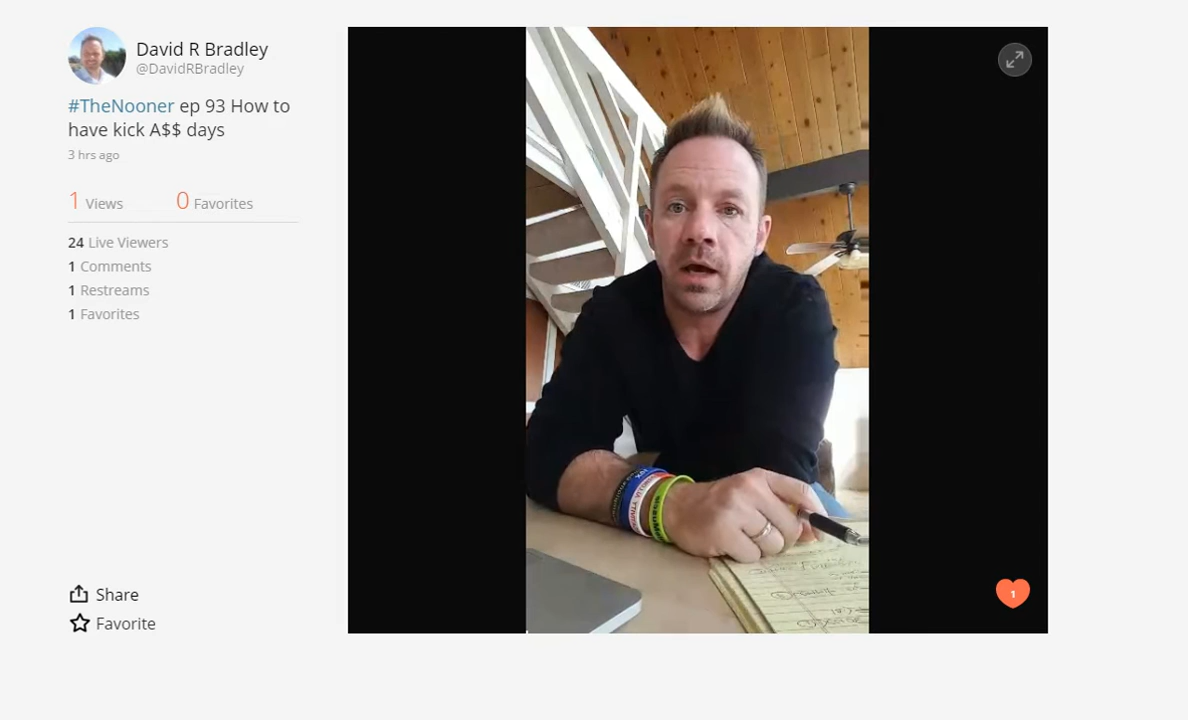 David R Bradley
@DavidRBradley
#TheNooner ep 93 How to
have kick A$$ days
3 hrs ago
1 Views 0 Favorites
24 Live Viewers
1 Comments
1 Restreams
1 Favorites
Share
Favorite
1